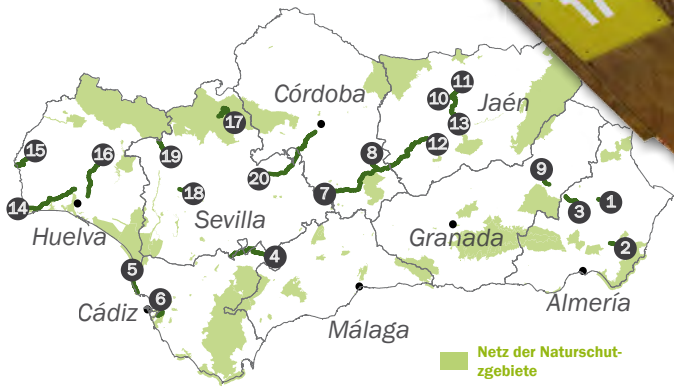 17
Córdoba
11
10
Jaén
17
13
15
16
19
8
12
9
20
18
7
1
3
14
Sevilla
Huelva
Granada
2
4
5
6
Cádiz
Almería
Málaga
Netz der Naturschut-
zgebiete